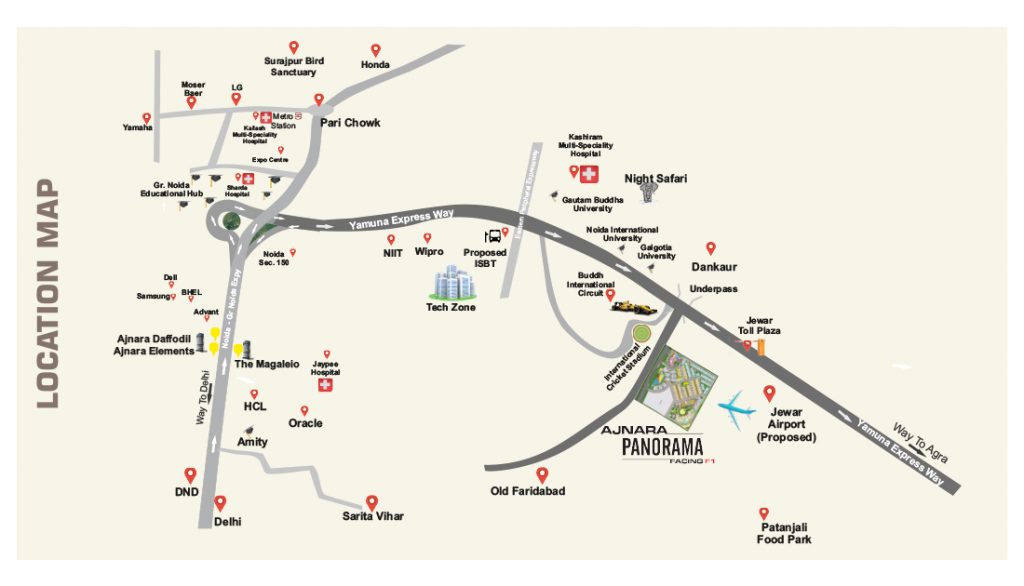 LOCATION MAP
Surajpur Bird
Sanctuary
Honda
Moser
Baer
LG
Yamaha
Metro
Station
Kailash
Multi-Speciality
Hospital
Pari Chowk
Expo Centre
Gr. Noida
Educational Hub
Sharda
Hospital
Kashiram
Multi-Speciality
Hospital
Night Safari
Gautam Buddha
University
Yamuna Express Way
Noida International
University
Galgotia
University
Noida
Sec. 150
NIIT
Wipro
Proposed
ISBT
Dankaur
Underpass
Buddh
International
Circuit
Tech Zone
Dell
Samsung
BHEL
Advant
Noida - Gr Noida Expy
Ajnara Daffodil
Ajnara Elements
The Magaleio
Jaypee
Hospital
Jewar
Toll Plaza
International
Cricket Stadium
Way To Delhi
HCL
Oracle
Amity
Jewar
Airport
(Proposed)
AJNARA
PANORAMA
FACING F1
Way To Agra
Yamuna Express Way
DND
Delhi
Sarita Vihar
Old Faridabad
Patanjali
Food Park